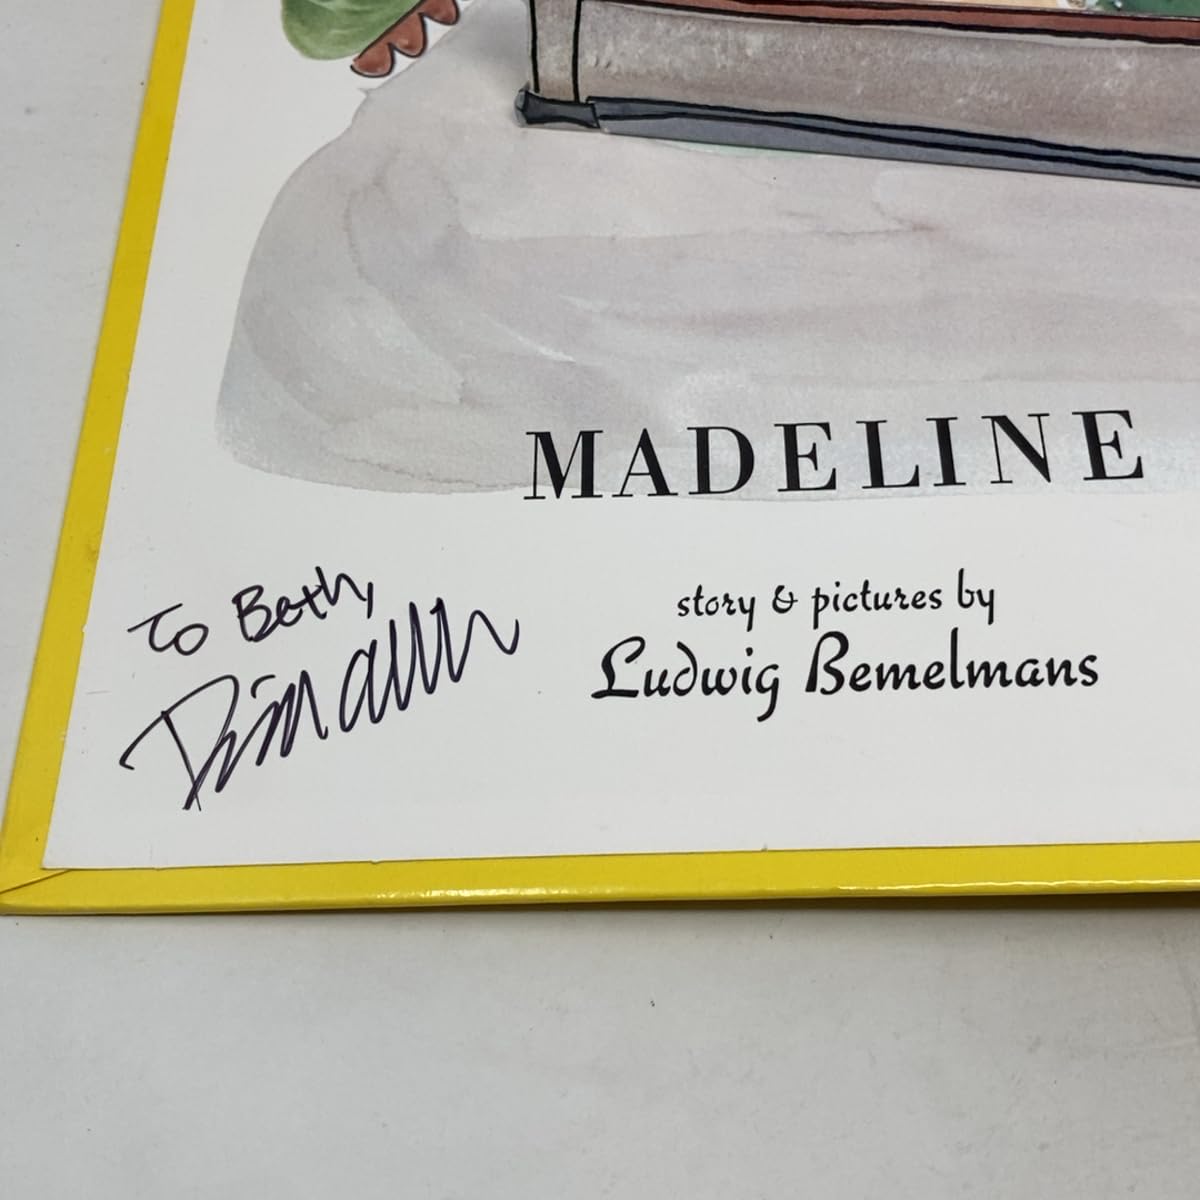 MADELINE
story & pictures by
Ludwig Bemelmans
To Beth,